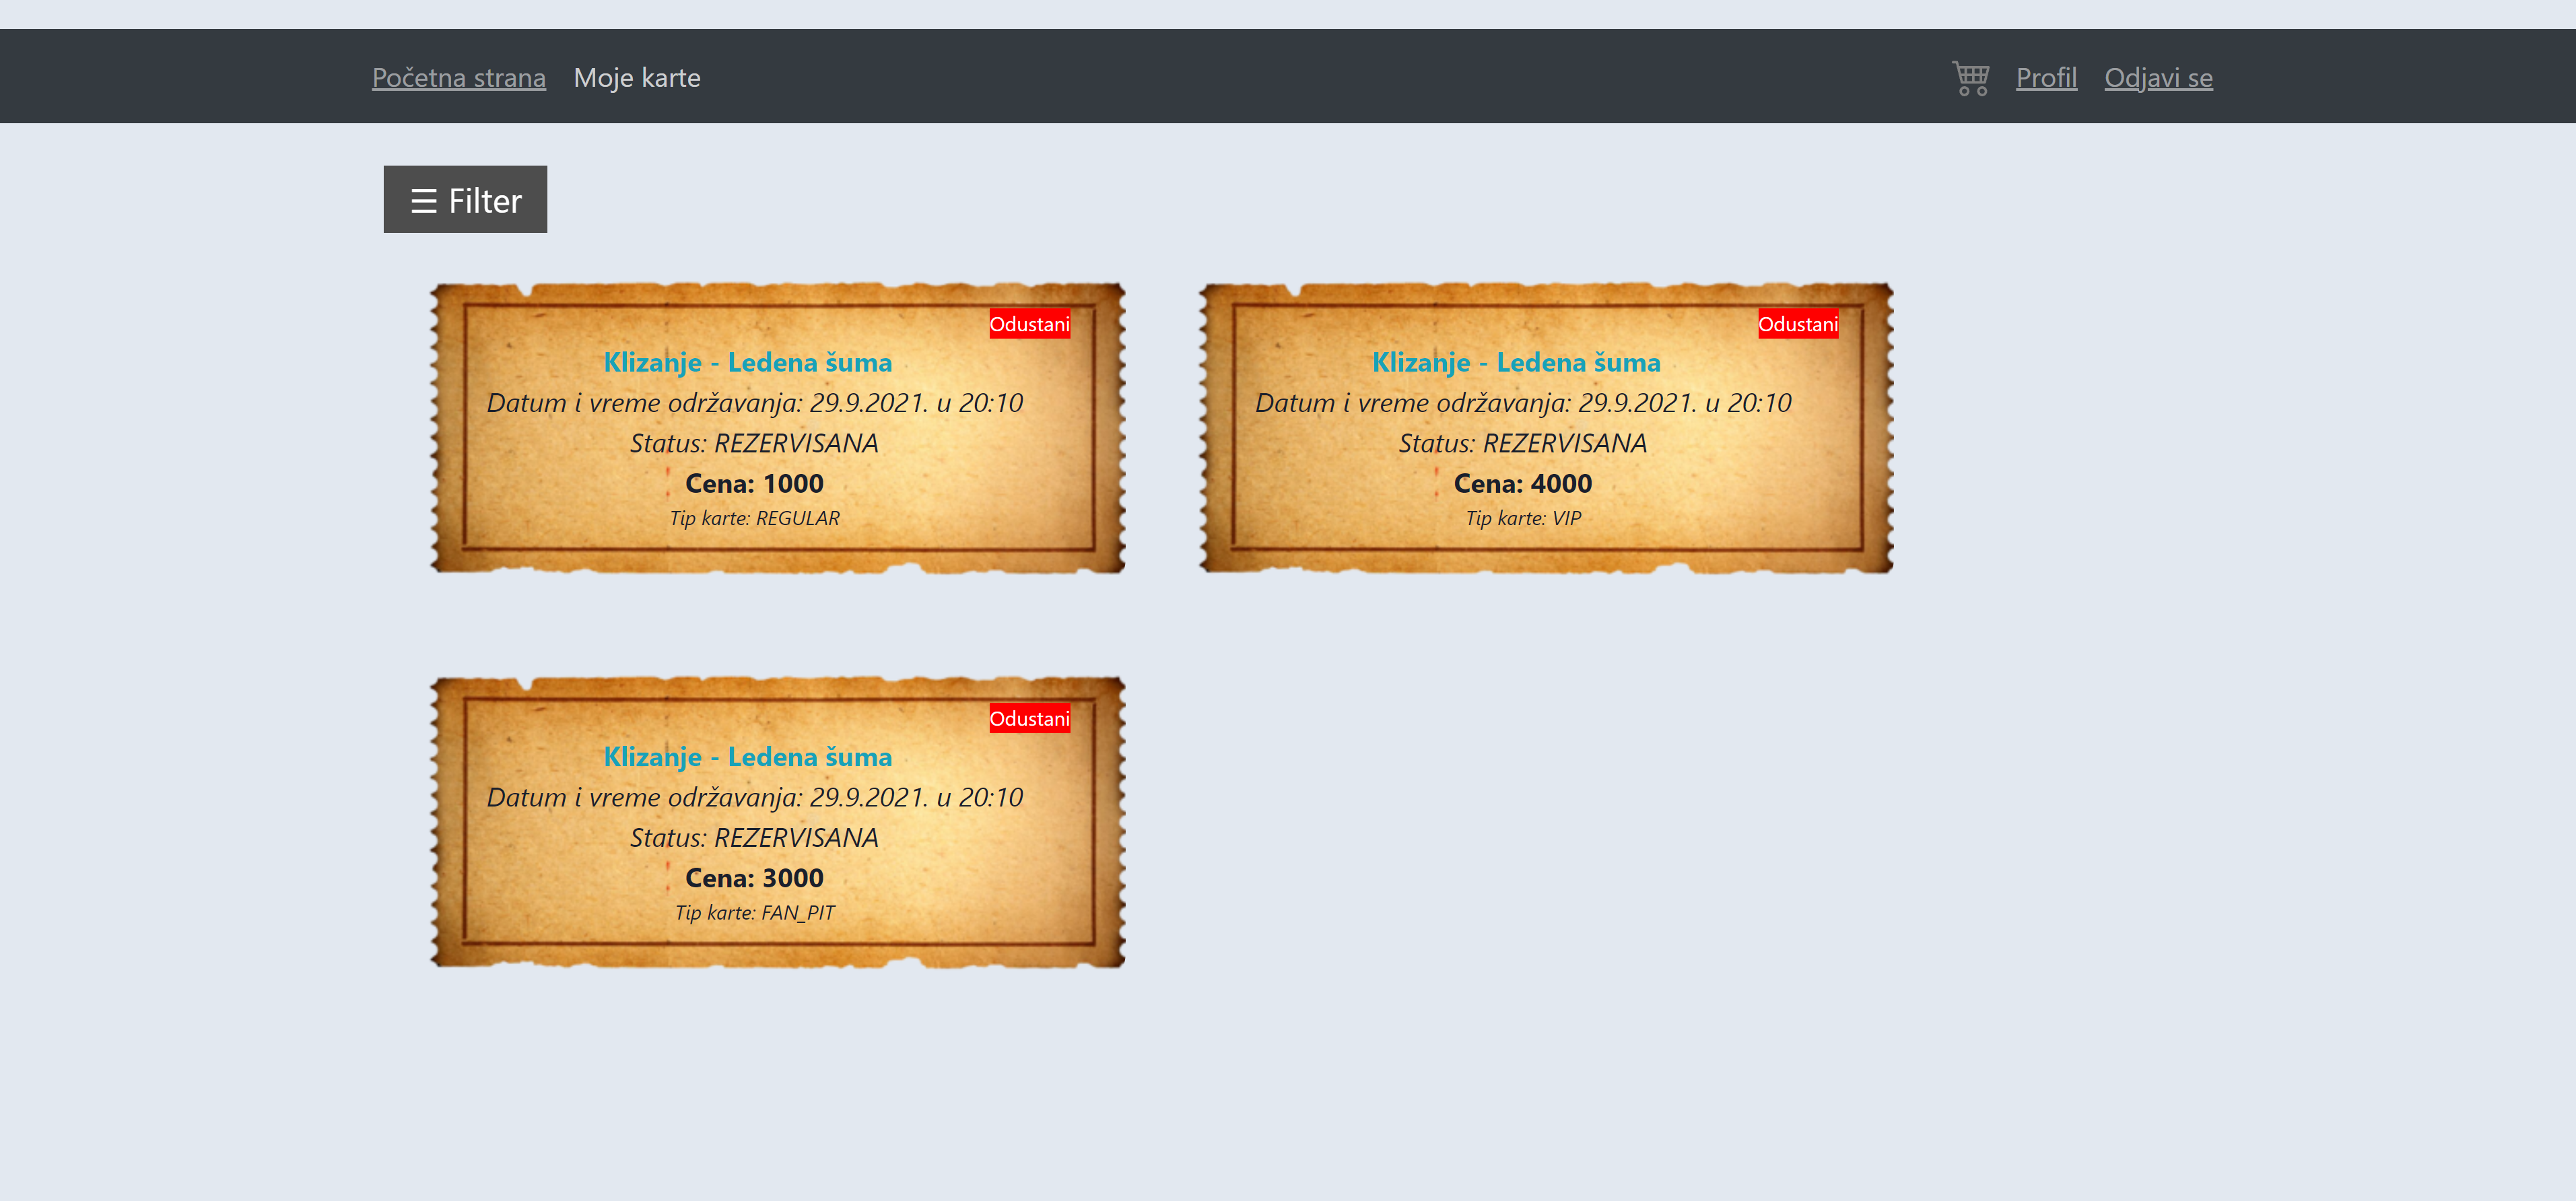 Početna strana Moje karte Profil Odjavi se
☰ Filter
Odustani
Klizanje - Ledena šuma
Datum i vreme održavanja: 29.9.2021. u 20:10
Status: REZERVISANA
Cena: 1000
Tip karte: REGULAR
Odustani
Klizanje - Ledena šuma
Datum i vreme održavanja: 29.9.2021. u 20:10
Status: REZERVISANA
Cena: 4000
Tip karte: VIP
Odustani
Klizanje - Ledena šuma
Datum i vreme održavanja: 29.9.2021. u 20:10
Status: REZERVISANA
Cena: 3000
Tip karte: FAN_PIT